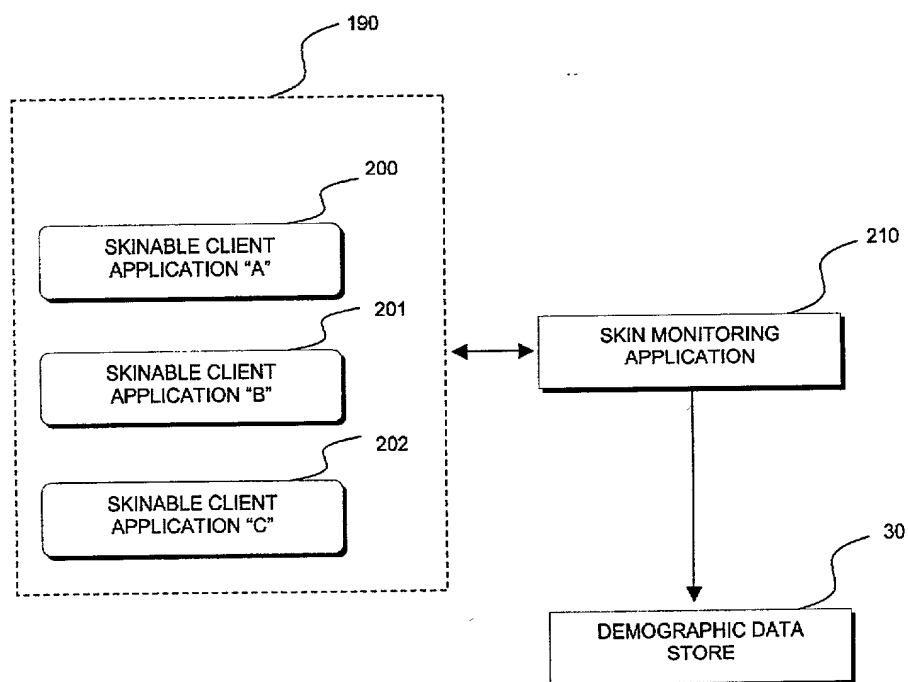 190
200
SKINABLE CLIENT
APPLICATION "A"
210
201
SKIN MONITORING
APPLICATION
SKINABLE CLIENT
APPLICATION "B"
202
SKINABLE CLIENT
APPLICATION "C"
30
DEMOGRAPHIC DATA
STORE